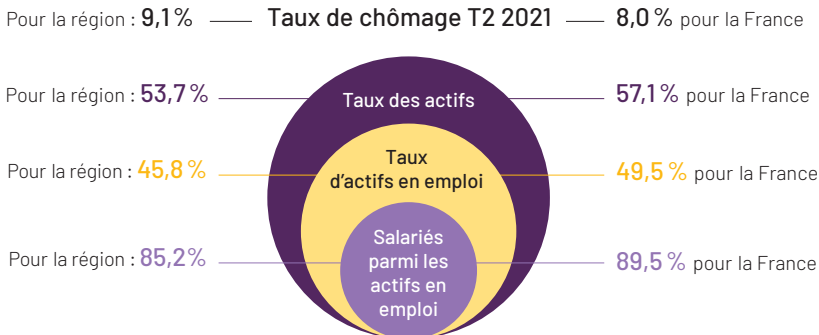 Pour la région : 9,1 % Taux de chômage T2 2021 8,0 % pour la France
Pour la région : 53,7 % Taux des actifs 57,1 % pour la France
Taux
d'actifs en emploi
Pour la région : 45,8 % 49,5 % pour la France
Salariés
parmi les
actifs en
emploi
Pour la région : 85,2% 89,5 % pour la France